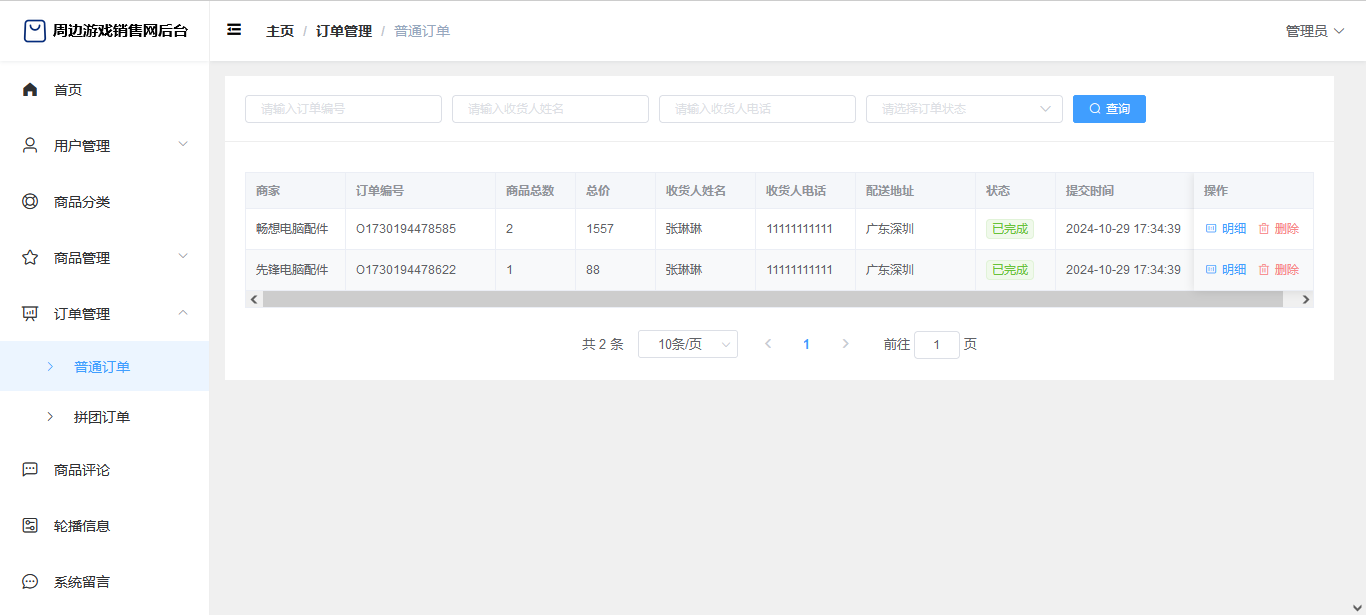 周边游戏销售网后台
主页 / 订单管理 / 普通订单
管理员
首页
用户管理
商品分类
商品管理
订单管理
普通订单
拼团订单
商品评论
轮播信息
系统留言
请输入订单编号 请输入收货人姓名 请输入收货人电话 请选择订单状态 查询
商家 订单编号 商品总数 总价 收货人姓名 收货人电话 配送地址 状态 提交时间 操作
畅想电脑配件 O1730194478585 2 1557 张琳琳 11111111111 广东深圳 已完成 2024-10-29 17:34:39 明细 删除
先锋电脑配件 O1730194478622 1 88 张琳琳 11111111111 广东深圳 已完成 2024-10-29 17:34:39 明细 删除
共 2 条 10条/页 1 前往 1 页